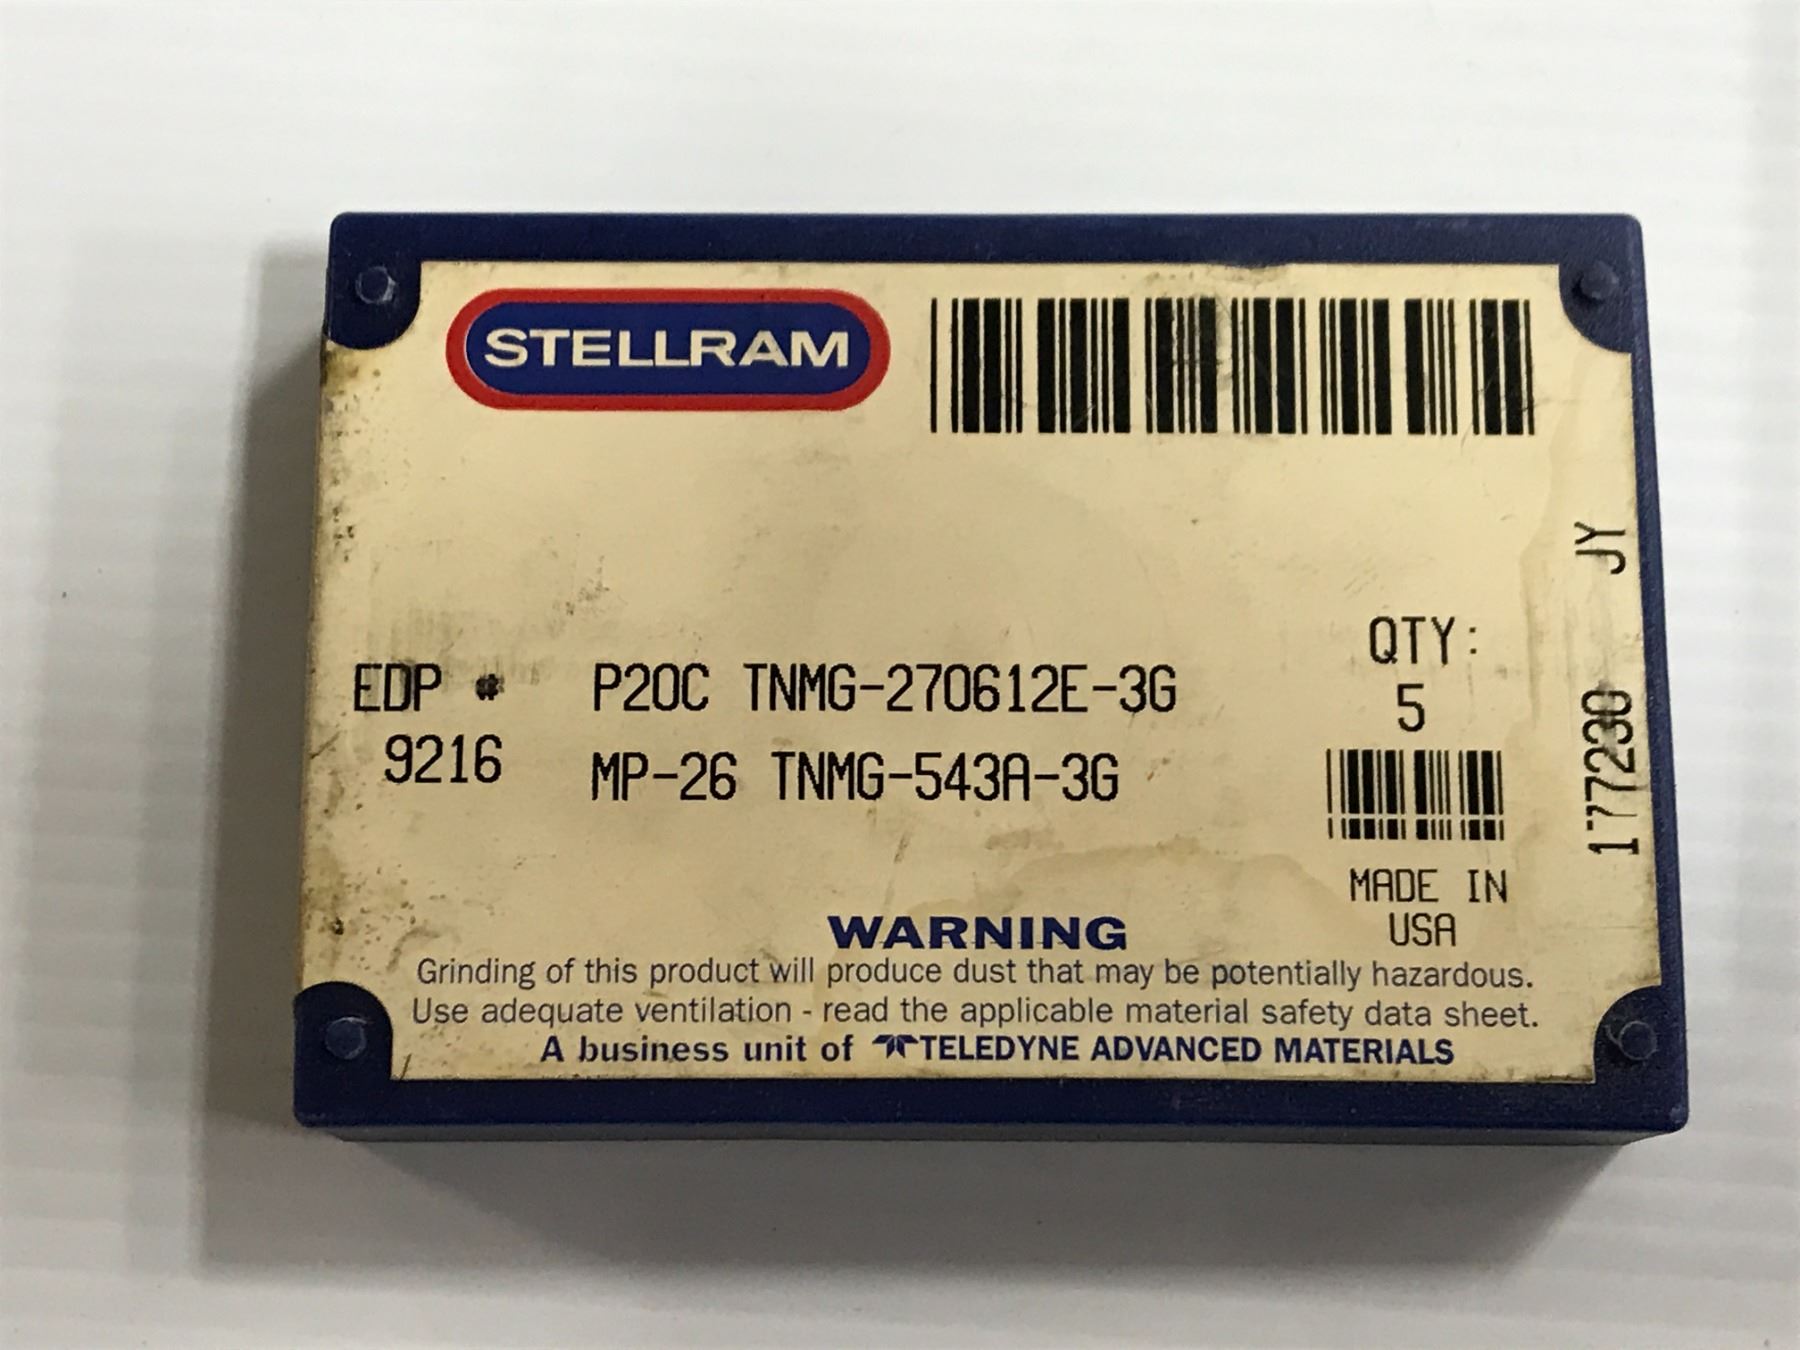 STELLRAM
EDP # P20C TNMG-270612E-3G
9216 MP-26 TNMG-543A-3G
QTY:
5
MADE IN
USA
177230 JY
WARNING
Grinding of this product will produce dust that may be potentially hazardous.
Use adequate ventilation - read the applicable material safety data sheet.
A business unit of TELEDYNE ADVANCED MATERIALS